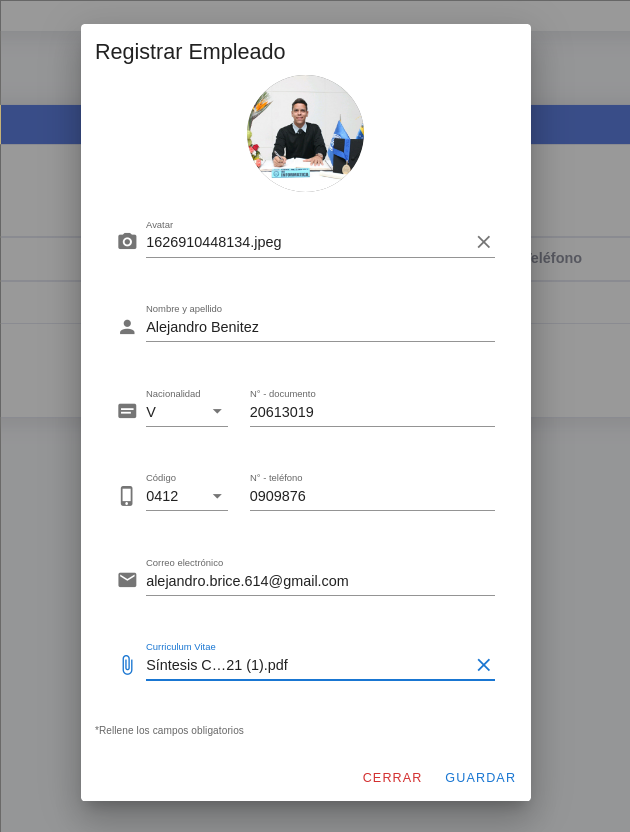 Registrar Empleado
INFORMATICA
Avatar
1626910448134.jpeg
eléfono
Nombre y apellido
Alejandro Benitez
Nacionalidad N° - documento
V 20613019
Código N° - teléfono
0412 0909876
Correo electrónico
alejandro.brice.614@gmail.com
Curriculum Vitae
Síntesis C…21 (1).pdf
*Rellene los campos obligatorios
CERRAR GUARDAR